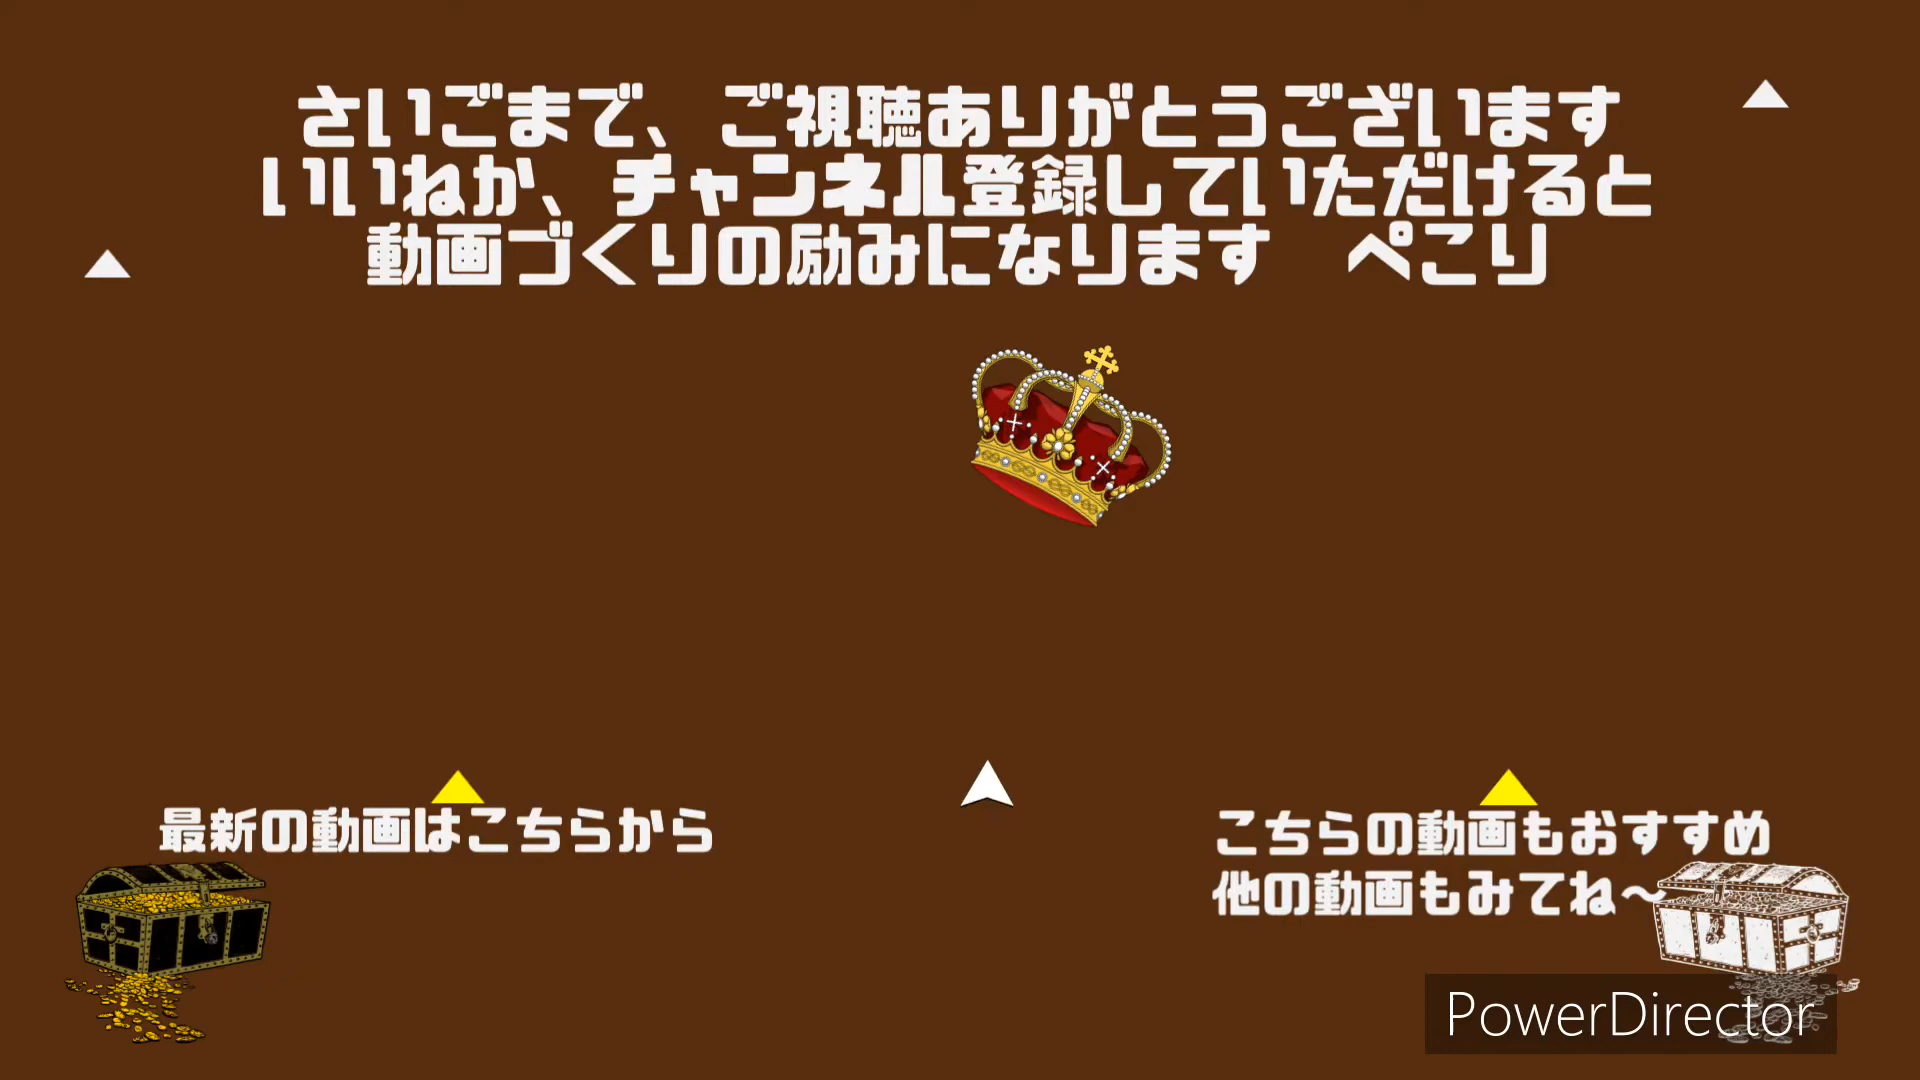 さいごまで、ご視聴ありがとうございます
いいねか、チャンネル登録していただけると
動画づくりの励みになります　ぺこり
最新の動画はこちらから
こちらの動画もおすすめ
他の動画もみてね～
PowerDirector